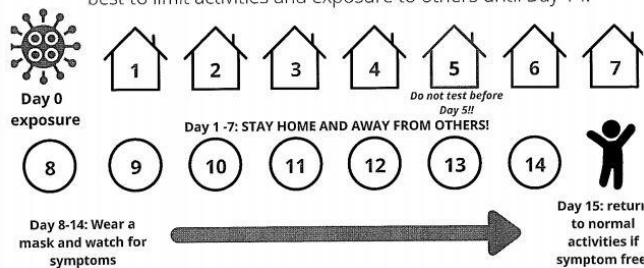 best to limit activities and exposure to others until Day 14.
1 2 3 4 5 6 7
Day 0
exposure
Do not test before
Day 5!!
Day 1 -7: STAY HOME AND AWAY FROM OTHERS!
8 9 10 11 12 13 14
Day 8-14: Wear a
mask and watch for
symptoms
Day 15: return
to normal
activities if
symptom free